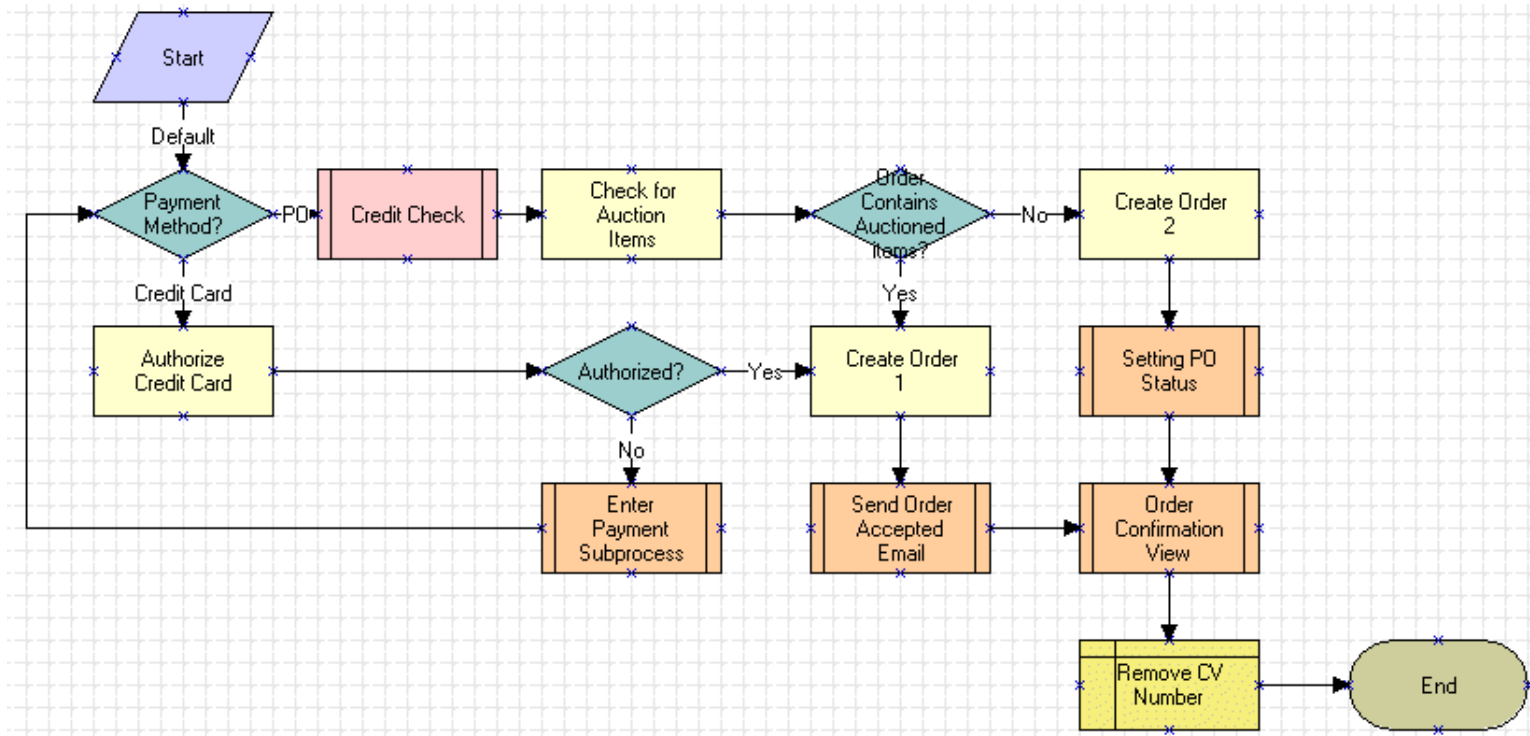 Start
Default
Payment
Method?
PO
Credit Check
Check for
Auction
Items
Order
Contains
Auctioned
Items?
No
Create Order
2
Credit Card
Yes
Authorize
Credit Card
Authorized?
Yes
Create Order
1
Setting PO
Status
No
Enter
Payment
Subprocess
Send Order
Accepted
Email
Order
Confirmation
View
Remove CV
Number
End